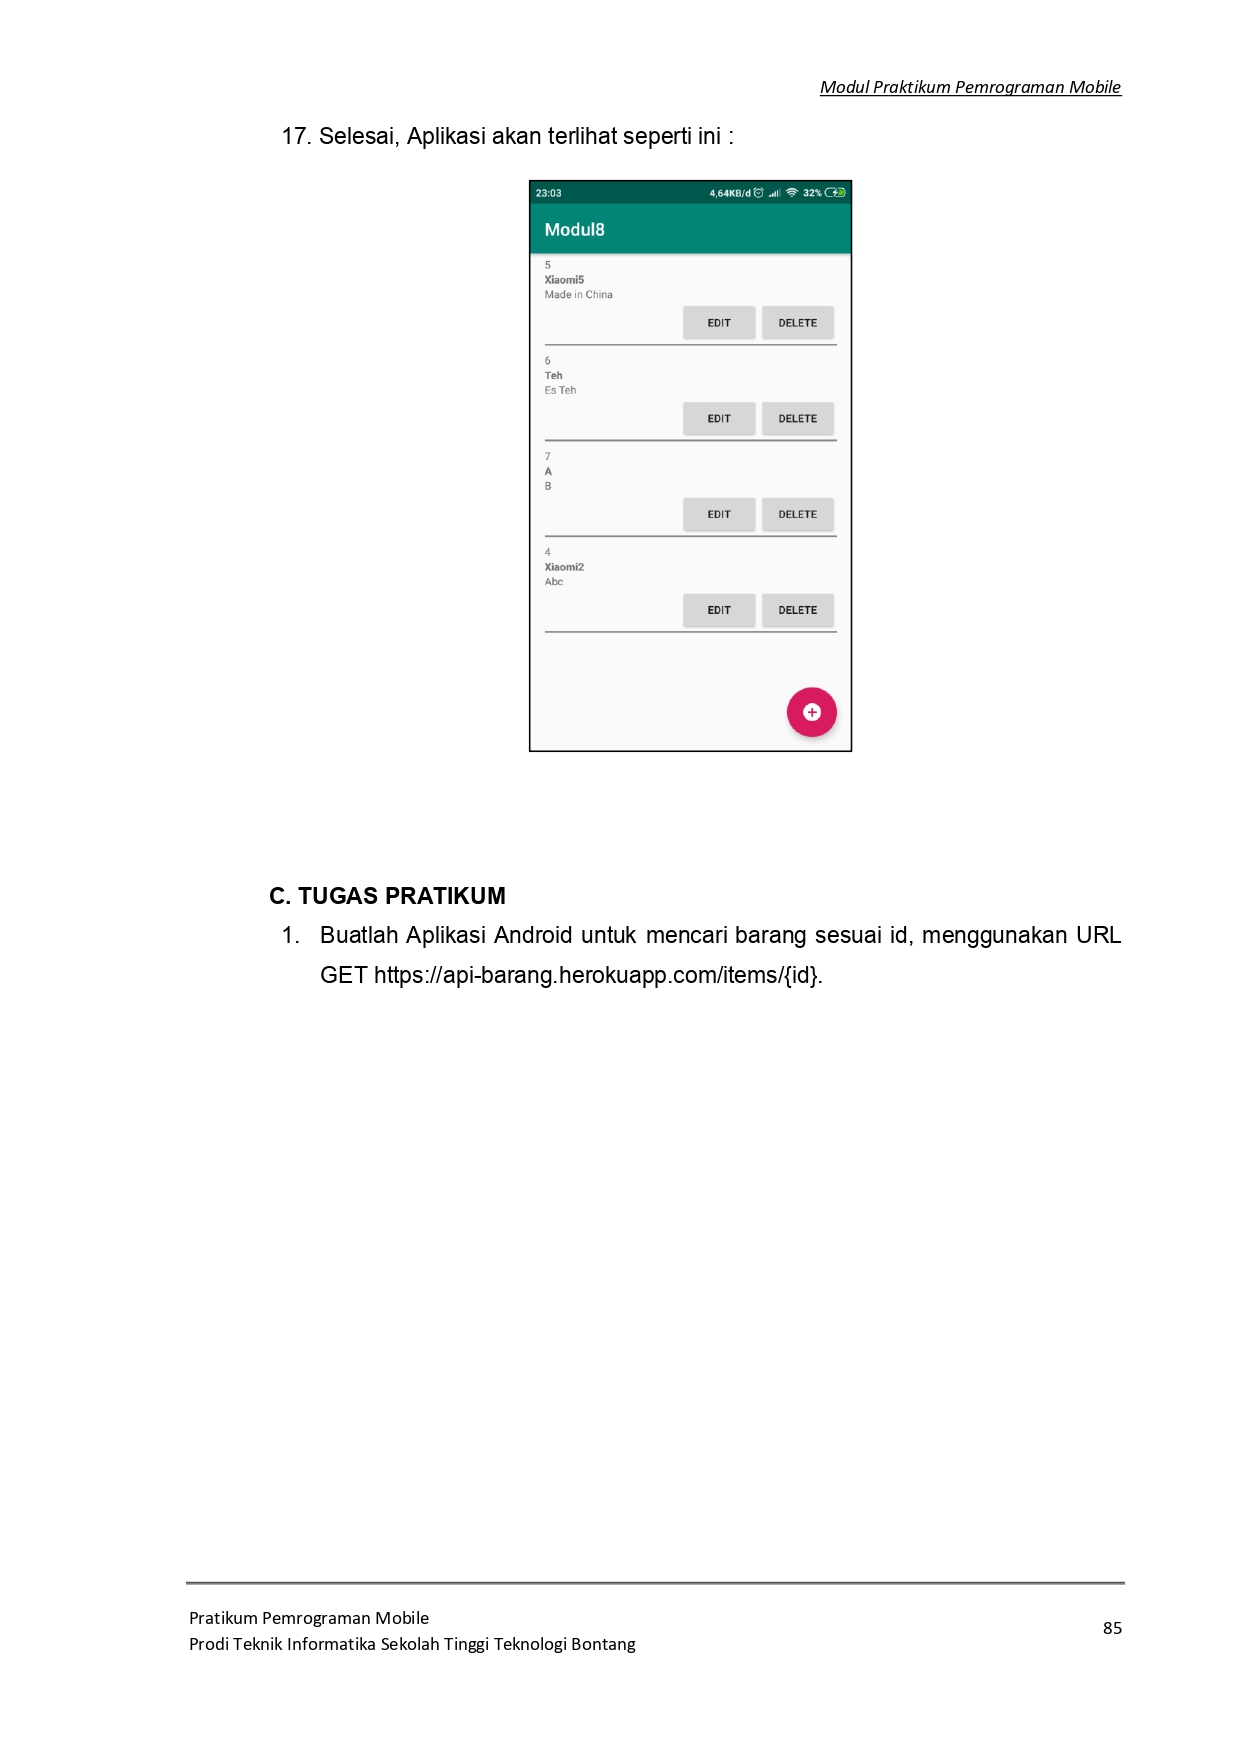 Modul Praktikum Pemrograman Mobile
17. Selesai, Aplikasi akan terlihat seperti ini :
23:03 4,64KB/d 32%
Modul8
5
Xiaomi5
Made in China
EDIT DELETE
6
Teh
Es Teh
EDIT DELETE
7
A
B
EDIT DELETE
4
Xiaomi2
Abc
EDIT DELETE
C. TUGAS PRATIKUM
1. Buatlah Aplikasi Android untuk mencari barang sesuai id, menggunakan URL
GET https://api-barang.herokuapp.com/items/{id}.
Pratikum Pemrograman Mobile
Prodi Teknik Informatika Sekolah Tinggi Teknologi Bontang
85